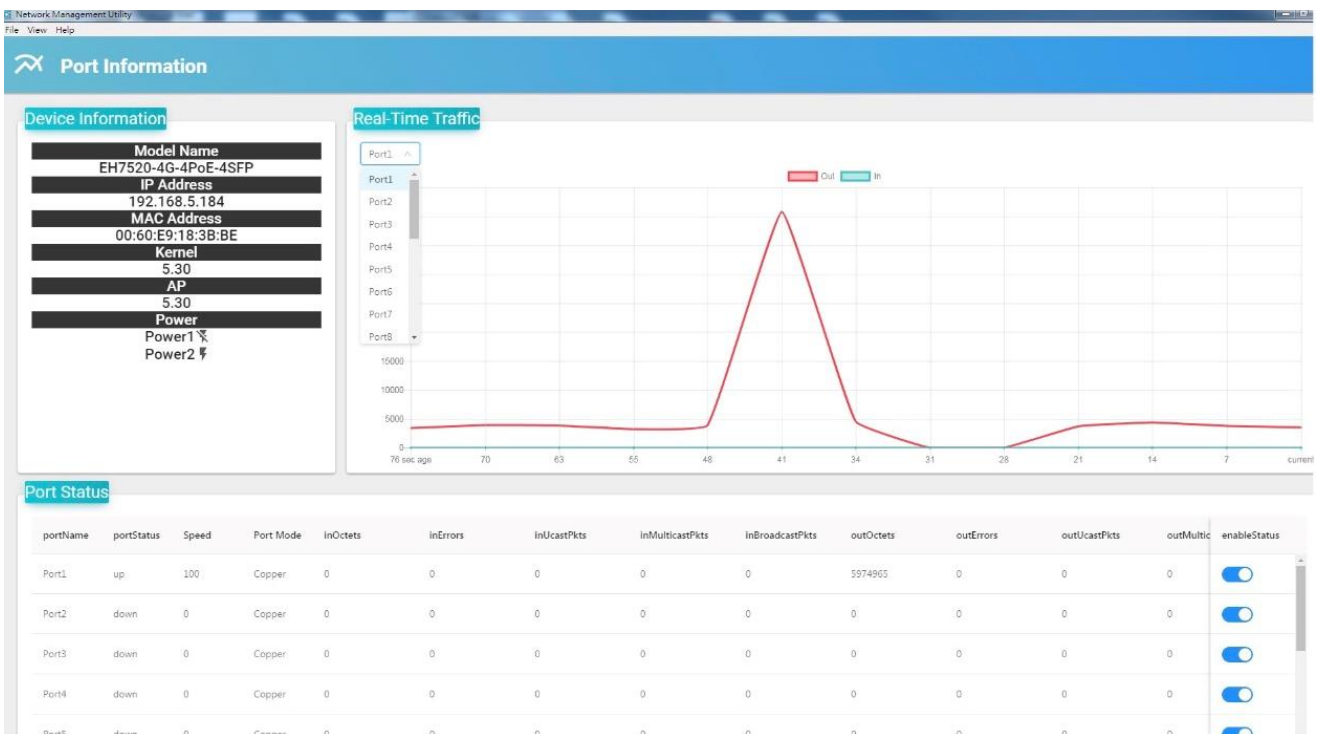 Network Management Utility
File View Help
Port Information
Device Information
Model Name
EH7520-4G-4PoE-4SFP
IP Address
192.168.5.184
MAC Address
00:60:E9:18:3B:BE
Kernel
5.30
AP
5.30
Power
Power1
Power2
Real-Time Traffic
Port1
Port1
Port2
Port3
Port4
Port5
Port6
Port7
Port8
Out In
15000
10000
5000
0
76 sec ago 70 63 55 48 41 34 31 28 21 14 7 current
Port Status
portName portStatus Speed Port Mode inOctets inErrors inUcastPkts inMulticastPkts inBroadcastPkts outOctets outErrors outUcastPkts outMultic enableStatus
Port1 up 100 Copper 0 0 0 0 0 5974965 0 0 0
Port2 down 0 Copper 0 0 0 0 0 0 0 0 0
Port3 down 0 Copper 0 0 0 0 0 0 0 0 0
Port4 down 0 Copper 0 0 0 0 0 0 0 0 0